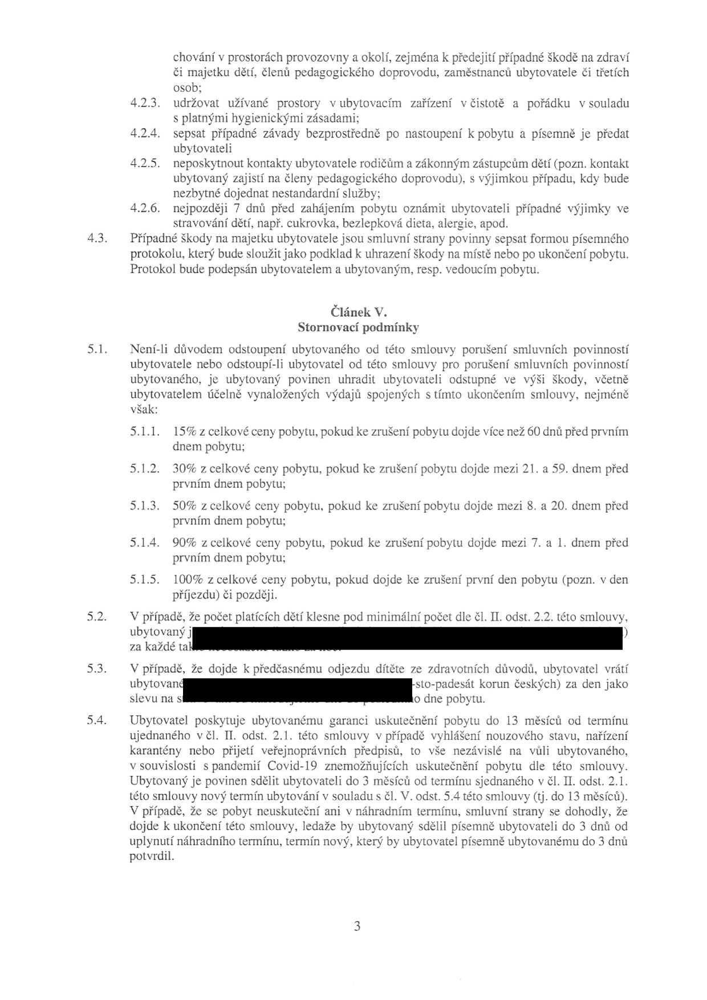 chování v prostorách provozovny a okolí, zejména k předejití případné škodě na zdraví
či majetku dětí, členů pedagogického doprovodu, zaměstnanců ubytovatele či třetích
osob;
4.2.3. udržovat užívané prostory v ubytovacím zařízení v čistotě a pořádku v souladu
s platnými hygienickými zásadami;
4.2.4. sepsat případné závady bezprostředně po nastoupení k pobytu a písemně je předat
ubytovateli
4.2.5. neposkytnout kontakty ubytovatele rodičům a zákonným zástupcům dětí (pozn. kontakt
ubytovaný zajistí na členy pedagogického doprovodu), s výjimkou případu, kdy bude
nezbytné dojednat nestandardní služby;
4.2.6. nejpozději 7 dnů před zahájením pobytu oznámit ubytovateli případné výjimky ve
stravování dětí, např. cukrovka, bezlepková dieta, alergie, apod.
4.3. Případné škody na majetku ubytovatele jsou smluvní strany povinny sepsat formou písemného
protokolu, který bude sloužit jako podklad k uhrazení škody na místě nebo po ukončení pobytu.
Protokol bude podepsán ubytovatelem a ubytovaným, resp. vedoucím pobytu.
Článek V.
Stornovací podmínky
5.1. Není-li důvodem odstoupení ubytovaného od této smlouvy porušení smluvních povinností
ubytovatele nebo odstoupí-li ubytovatel od této smlouvy pro porušení smluvních povinností
ubytovaného, je ubytovaný povinen uhradit ubytovateli odstupné ve výši škody, včetně
ubytovatelem účelně vynaložených výdajů spojených s tímto ukončením smlouvy, nejméně
však:
5.1.1. 15% z celkové ceny pobytu, pokud ke zrušení pobytu dojde více než 60 dnů před prvním
dnem pobytu;
5.1.2. 30% z celkové ceny pobytu, pokud ke zrušení pobytu dojde mezi 21. a 59. dnem před
prvním dnem pobytu;
5.1.3. 50% z celkové ceny pobytu, pokud ke zrušení pobytu dojde mezi 8. a 20. dnem před
prvním dnem pobytu;
5.1.4. 90% z celkové ceny pobytu, pokud ke zrušení pobytu dojde mezi 7. a 1. dnem před
prvním dnem pobytu;
5.1.5. 100% z celkové ceny pobytu, pokud dojde ke zrušení první den pobytu (pozn. v den
příjezdu) či později.
5.2. V případě, že počet platících dětí klesne pod minimální počet dle čl. II. odst. 2.2. této smlouvy,
ubytovaný j )
za každé tak
5.3. V případě, že dojde k předčasnému odjezdu dítěte ze zdravotních důvodů, ubytovatel vrátí
ubytované -sto-padesát korun českých) za den jako
slevu na s o dne pobytu.
5.4. Ubytovatel poskytuje ubytovanému garanci uskutečnění pobytu do 13 měsíců od termínu
ujednaného v čl. II. odst. 2.1. této smlouvy v případě vyhlášení nouzového stavu, nařízení
karantény nebo přijetí veřejnoprávních předpisů, to vše nezávislé na vůli ubytovaného,
v souvislosti s pandemií Covid-19 znemožňujících uskutečnění pobytu dle této smlouvy.
Ubytovaný je povinen sdělit ubytovateli do 3 měsíců od termínu sjednaného v čl. II. odst. 2.1.
této smlouvy nový termín ubytování v souladu s čl. V. odst. 5.4 této smlouvy (tj. do 13 měsíců).
V případě, že se pobyt neuskuteční ani v náhradním termínu, smluvní strany se dohodly, že
dojde k ukončení této smlouvy, ledaže by ubytovaný sdělil písemně ubytovateli do 3 dnů od
uplynutí náhradního termínu, termín nový, který by ubytovatel písemně ubytovanému do 3 dnů
potvrdil.
3